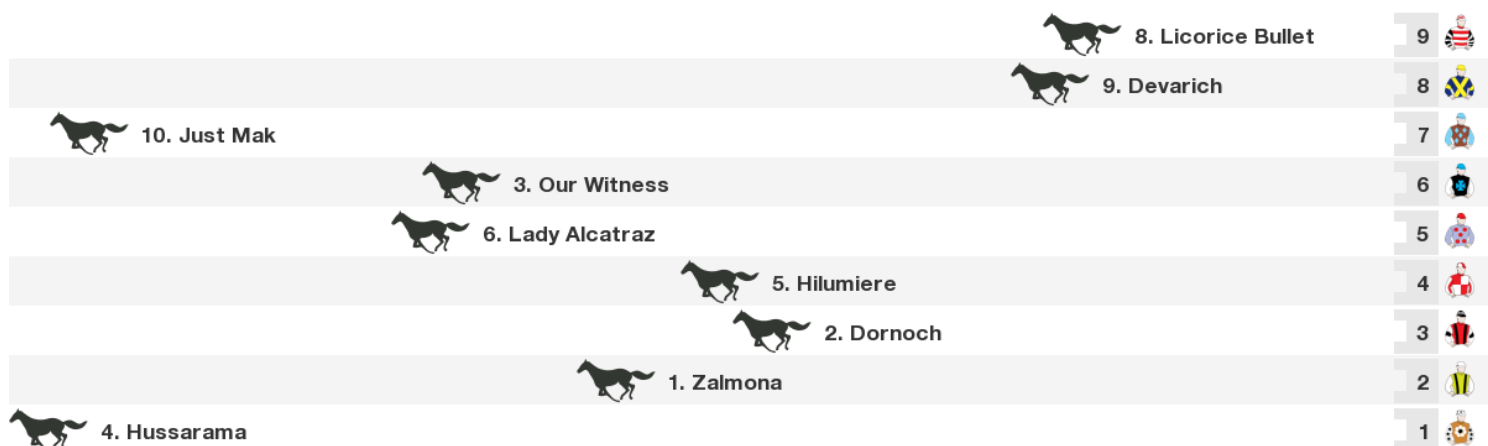 8. Licorice Bullet 9
9. Devarich 8
10. Just Mak 7
3. Our Witness 6
6. Lady Alcatraz 5
5. Hilumiere 4
2. Dornoch 3
1. Zalmona 2
4. Hussarama 1